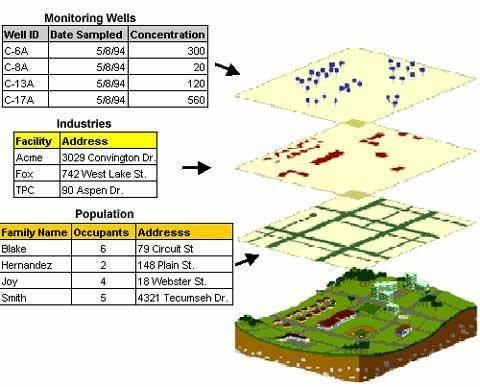 Monitoring Wells
Well ID Date Sampled Concentration
C-6A 5/8/94 300
C-8A 5/8/94 20
C-13A 5/8/94 120
C-17A 5/8/94 560
Industries
Facility Address
Acme 3029 Convington Dr.
Fox 742 West Lake St.
TPC 90 Aspen Dr.
Population
Family Name Occupants Addresss
Blake 6 79 Circuit St
Hernandez 2 148 Plain St.
Joy 4 18 Webster St.
Smith 5 4321 Tecumseh Dr.